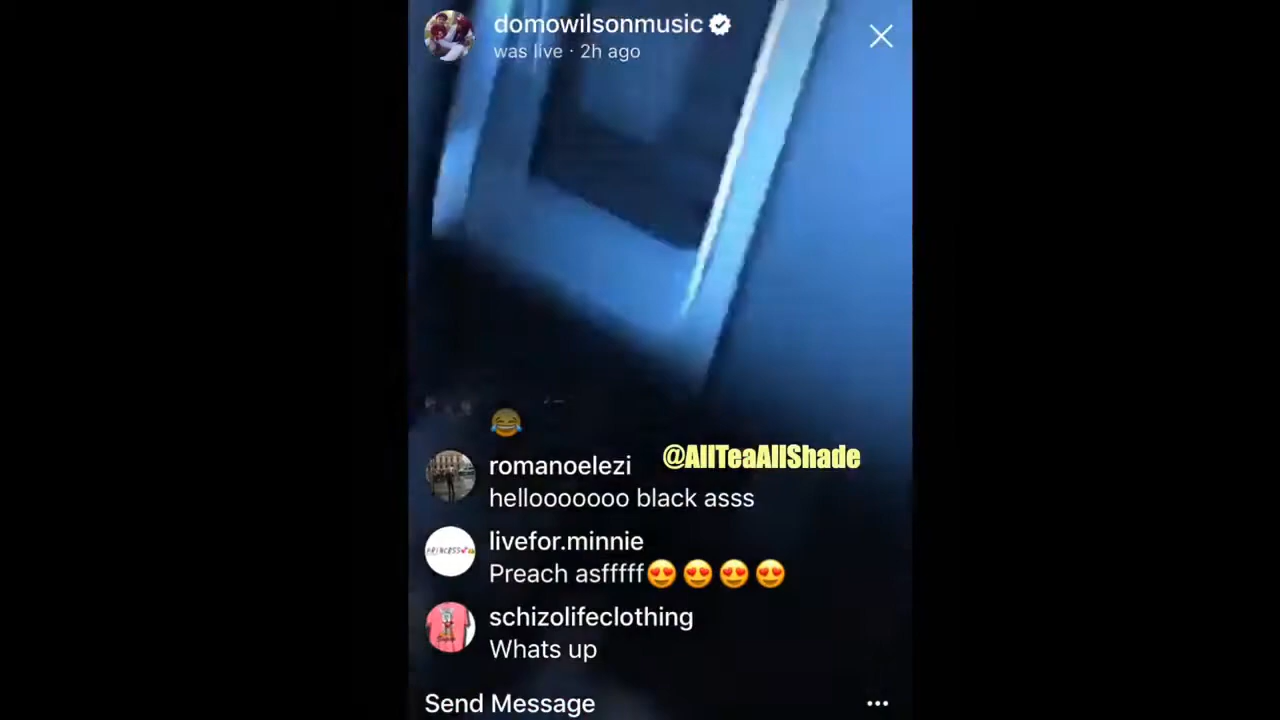 domowilsonmusic
was live · 2h ago
😂
romanoelezi
@AllTeaAllShade
hellooooooo black asss
livefor.minnie
Preach asfffff😍😍😍😍
schizolifeclothing
Whats up
Send Message